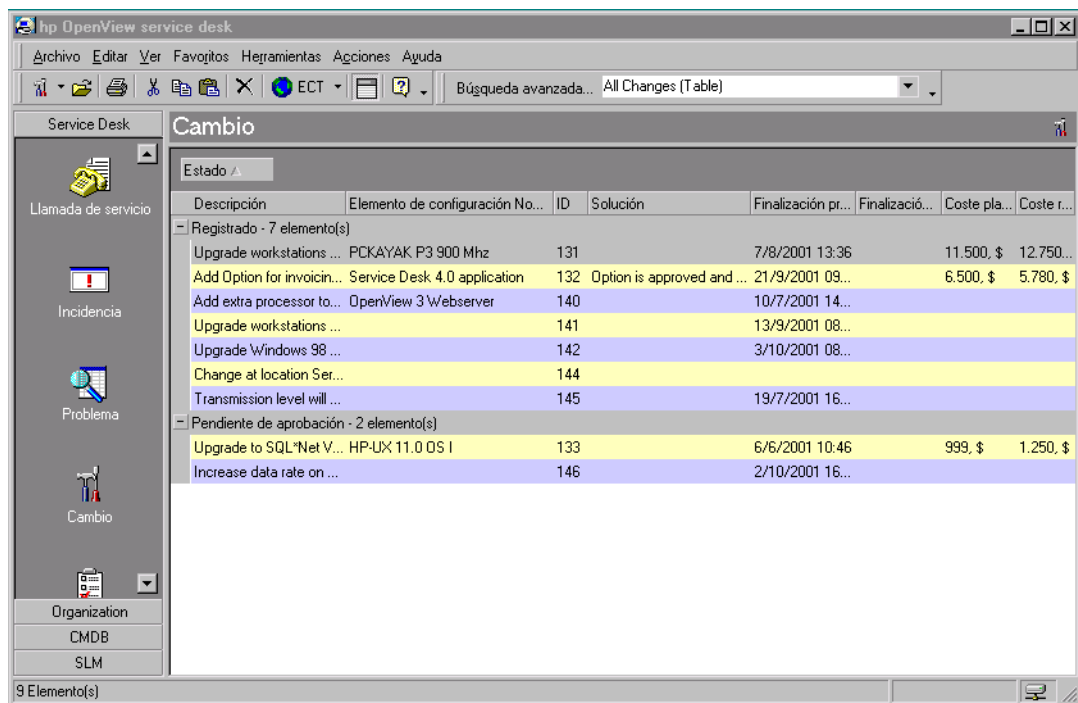 hp OpenView service desk
Archivo Editar Ver Favoritos Herramientas Acciones Ayuda
ECT Búsqueda avanzada... All Changes (Table)
Service Desk
Cambio
Estado
Llamada de servicio
Descripción Elemento de configuración No... ID Solución Finalización pr... Finalizació... Coste pla... Coste r...
Registrado - 7 elemento(s)
Upgrade workstations ... PCKAYAK P3 900 Mhz 131 7/8/2001 13:36 11.500, $ 12.750...
Add Option for invoicin... Service Desk 4.0 application 132 Option is approved and ... 21/9/2001 09... 6.500, $ 5.780, $
Add extra processor to... OpenView 3 Webserver 140 10/7/2001 14...
Incidencia
Upgrade workstations ... 141 13/9/2001 08...
Upgrade Windows 98 ... 142 3/10/2001 08...
Change at location Ser... 144
Transmission level will ... 145 19/7/2001 16...
Problema
Pendiente de aprobación - 2 elemento(s)
Upgrade to SQL*Net V... HP-UX 11.0 OS I 133 6/6/2001 10:46 999, $ 1.250, $
Increase data rate on ... 146 2/10/2001 16...
Cambio
Organization
CMDB
SLM
9 Elemento(s)